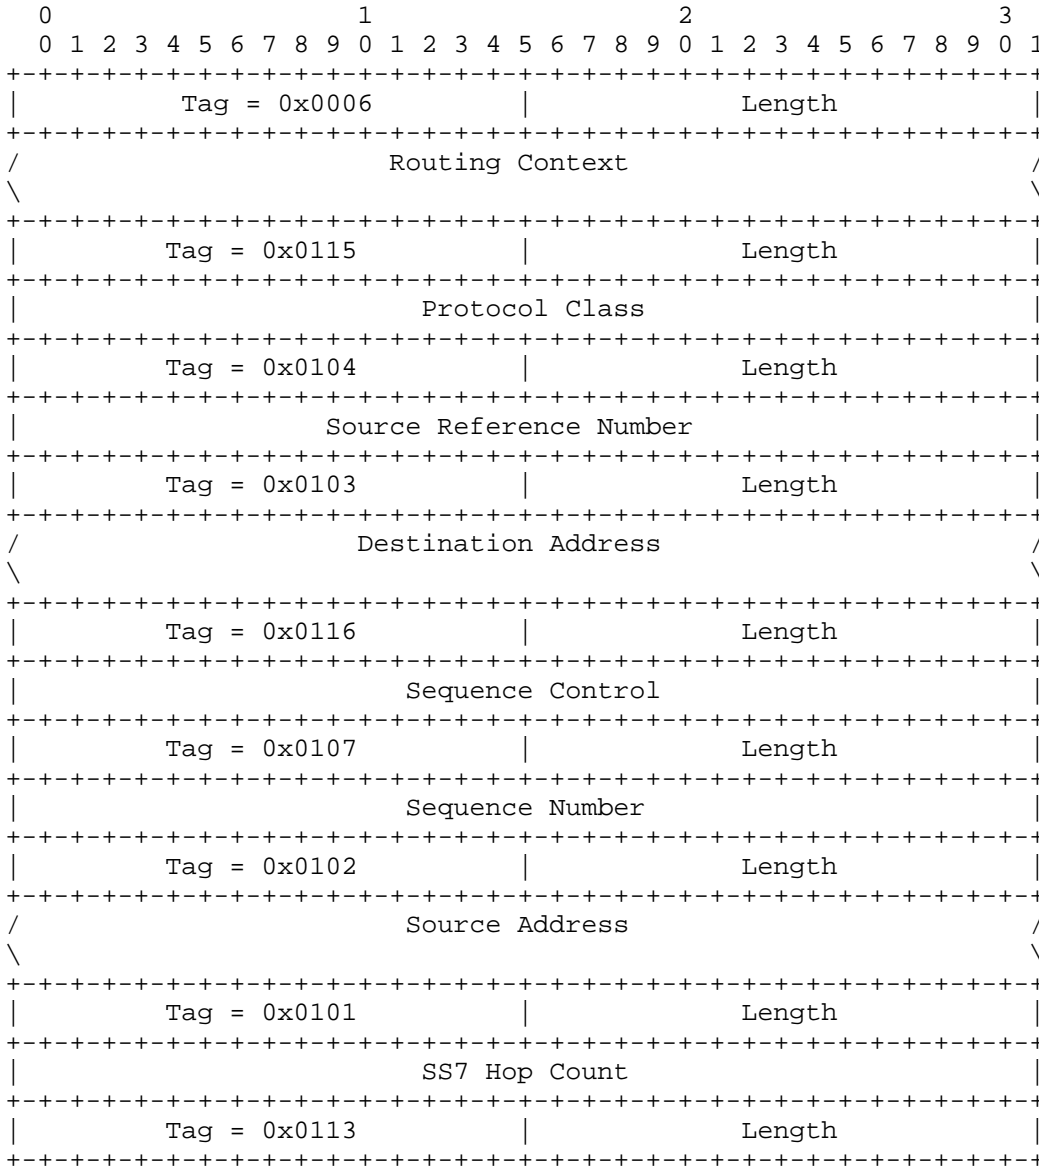 0                   1                   2                   3
 0 1 2 3 4 5 6 7 8 9 0 1 2 3 4 5 6 7 8 9 0 1 2 3 4 5 6 7 8 9 0 1
+-+-+-+-+-+-+-+-+-+-+-+-+-+-+-+-+-+-+-+-+-+-+-+-+-+-+-+-+-+-+-+-+
|          Tag = 0x0006         |             Length            |
+-+-+-+-+-+-+-+-+-+-+-+-+-+-+-+-+-+-+-+-+-+-+-+-+-+-+-+-+-+-+-+-+
/                       Routing Context                         /
\                                                               \
+-+-+-+-+-+-+-+-+-+-+-+-+-+-+-+-+-+-+-+-+-+-+-+-+-+-+-+-+-+-+-+-+
|         Tag = 0x0115          |             Length            |
+-+-+-+-+-+-+-+-+-+-+-+-+-+-+-+-+-+-+-+-+-+-+-+-+-+-+-+-+-+-+-+-+
|                         Protocol Class                        |
+-+-+-+-+-+-+-+-+-+-+-+-+-+-+-+-+-+-+-+-+-+-+-+-+-+-+-+-+-+-+-+-+
|         Tag = 0x0104          |             Length            |
+-+-+-+-+-+-+-+-+-+-+-+-+-+-+-+-+-+-+-+-+-+-+-+-+-+-+-+-+-+-+-+-+
|                   Source Reference Number                     |
+-+-+-+-+-+-+-+-+-+-+-+-+-+-+-+-+-+-+-+-+-+-+-+-+-+-+-+-+-+-+-+-+
|         Tag = 0x0103          |             Length            |
+-+-+-+-+-+-+-+-+-+-+-+-+-+-+-+-+-+-+-+-+-+-+-+-+-+-+-+-+-+-+-+-+
/                     Destination Address                       /
\                                                               \
+-+-+-+-+-+-+-+-+-+-+-+-+-+-+-+-+-+-+-+-+-+-+-+-+-+-+-+-+-+-+-+-+
|         Tag = 0x0116          |             Length            |
+-+-+-+-+-+-+-+-+-+-+-+-+-+-+-+-+-+-+-+-+-+-+-+-+-+-+-+-+-+-+-+-+
|                        Sequence Control                       |
+-+-+-+-+-+-+-+-+-+-+-+-+-+-+-+-+-+-+-+-+-+-+-+-+-+-+-+-+-+-+-+-+
|         Tag = 0x0107          |             Length            |
+-+-+-+-+-+-+-+-+-+-+-+-+-+-+-+-+-+-+-+-+-+-+-+-+-+-+-+-+-+-+-+-+
|                        Sequence Number                        |
+-+-+-+-+-+-+-+-+-+-+-+-+-+-+-+-+-+-+-+-+-+-+-+-+-+-+-+-+-+-+-+-+
|         Tag = 0x0102          |             Length            |
+-+-+-+-+-+-+-+-+-+-+-+-+-+-+-+-+-+-+-+-+-+-+-+-+-+-+-+-+-+-+-+-+
/                        Source Address                         /
\                                                               \
+-+-+-+-+-+-+-+-+-+-+-+-+-+-+-+-+-+-+-+-+-+-+-+-+-+-+-+-+-+-+-+-+
|         Tag = 0x0101          |             Length            |
+-+-+-+-+-+-+-+-+-+-+-+-+-+-+-+-+-+-+-+-+-+-+-+-+-+-+-+-+-+-+-+-+
|                         SS7 Hop Count                         |
+-+-+-+-+-+-+-+-+-+-+-+-+-+-+-+-+-+-+-+-+-+-+-+-+-+-+-+-+-+-+-+-+
|         Tag = 0x0113          |             Length            |
+-+-+-+-+-+-+-+-+-+-+-+-+-+-+-+-+-+-+-+-+-+-+-+-+-+-+-+-+-+-+-+-+